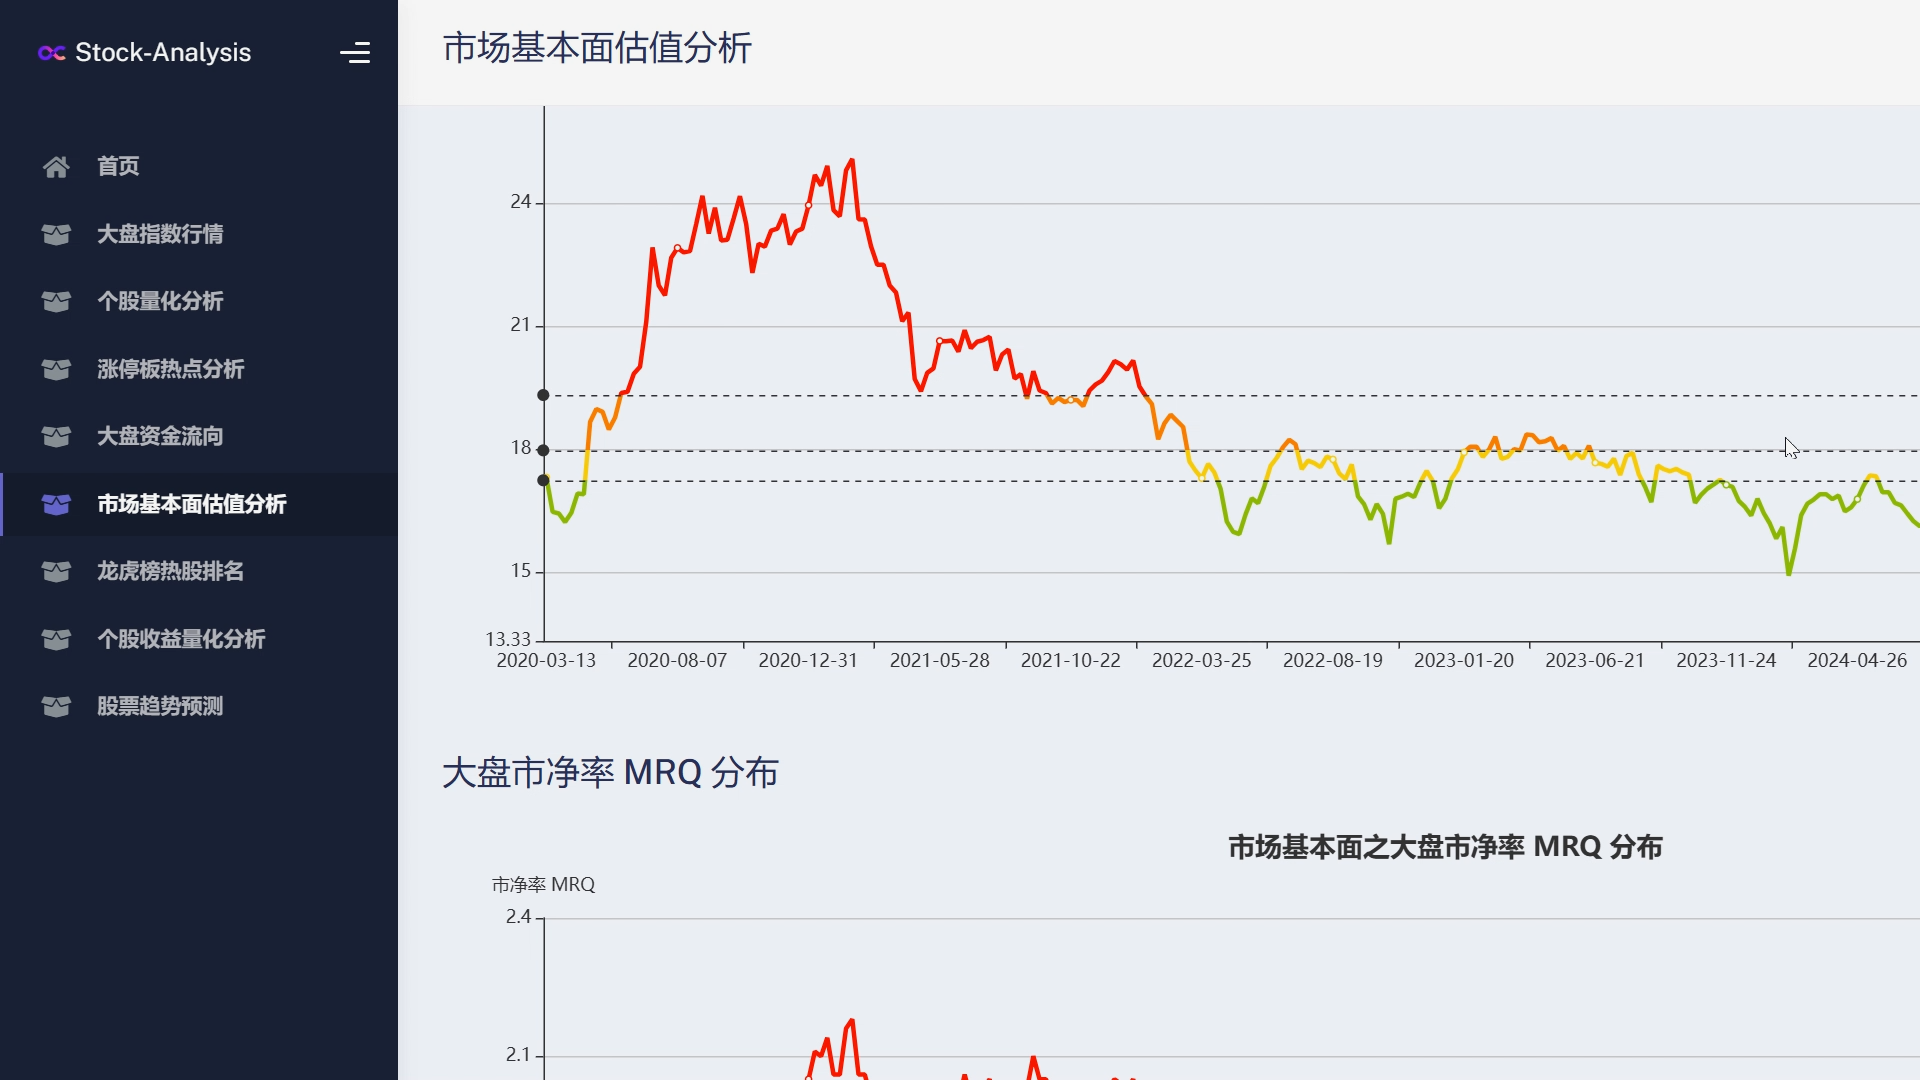 Stock-Analysis
首页
大盘指数行情
个股量化分析
涨停板热点分析
大盘资金流向
市场基本面估值分析
龙虎榜热股排名
个股收益量化分析
股票趋势预测
市场基本面估值分析
24
21
18
15
13.33
2020-03-13 2020-08-07 2020-12-31 2021-05-28 2021-10-22 2022-03-25 2022-08-19 2023-01-20 2023-06-21 2023-11-24 2024-04-26
大盘市净率 MRQ 分布
市场基本面之大盘市净率 MRQ 分布
市净率 MRQ
2.4
2.1